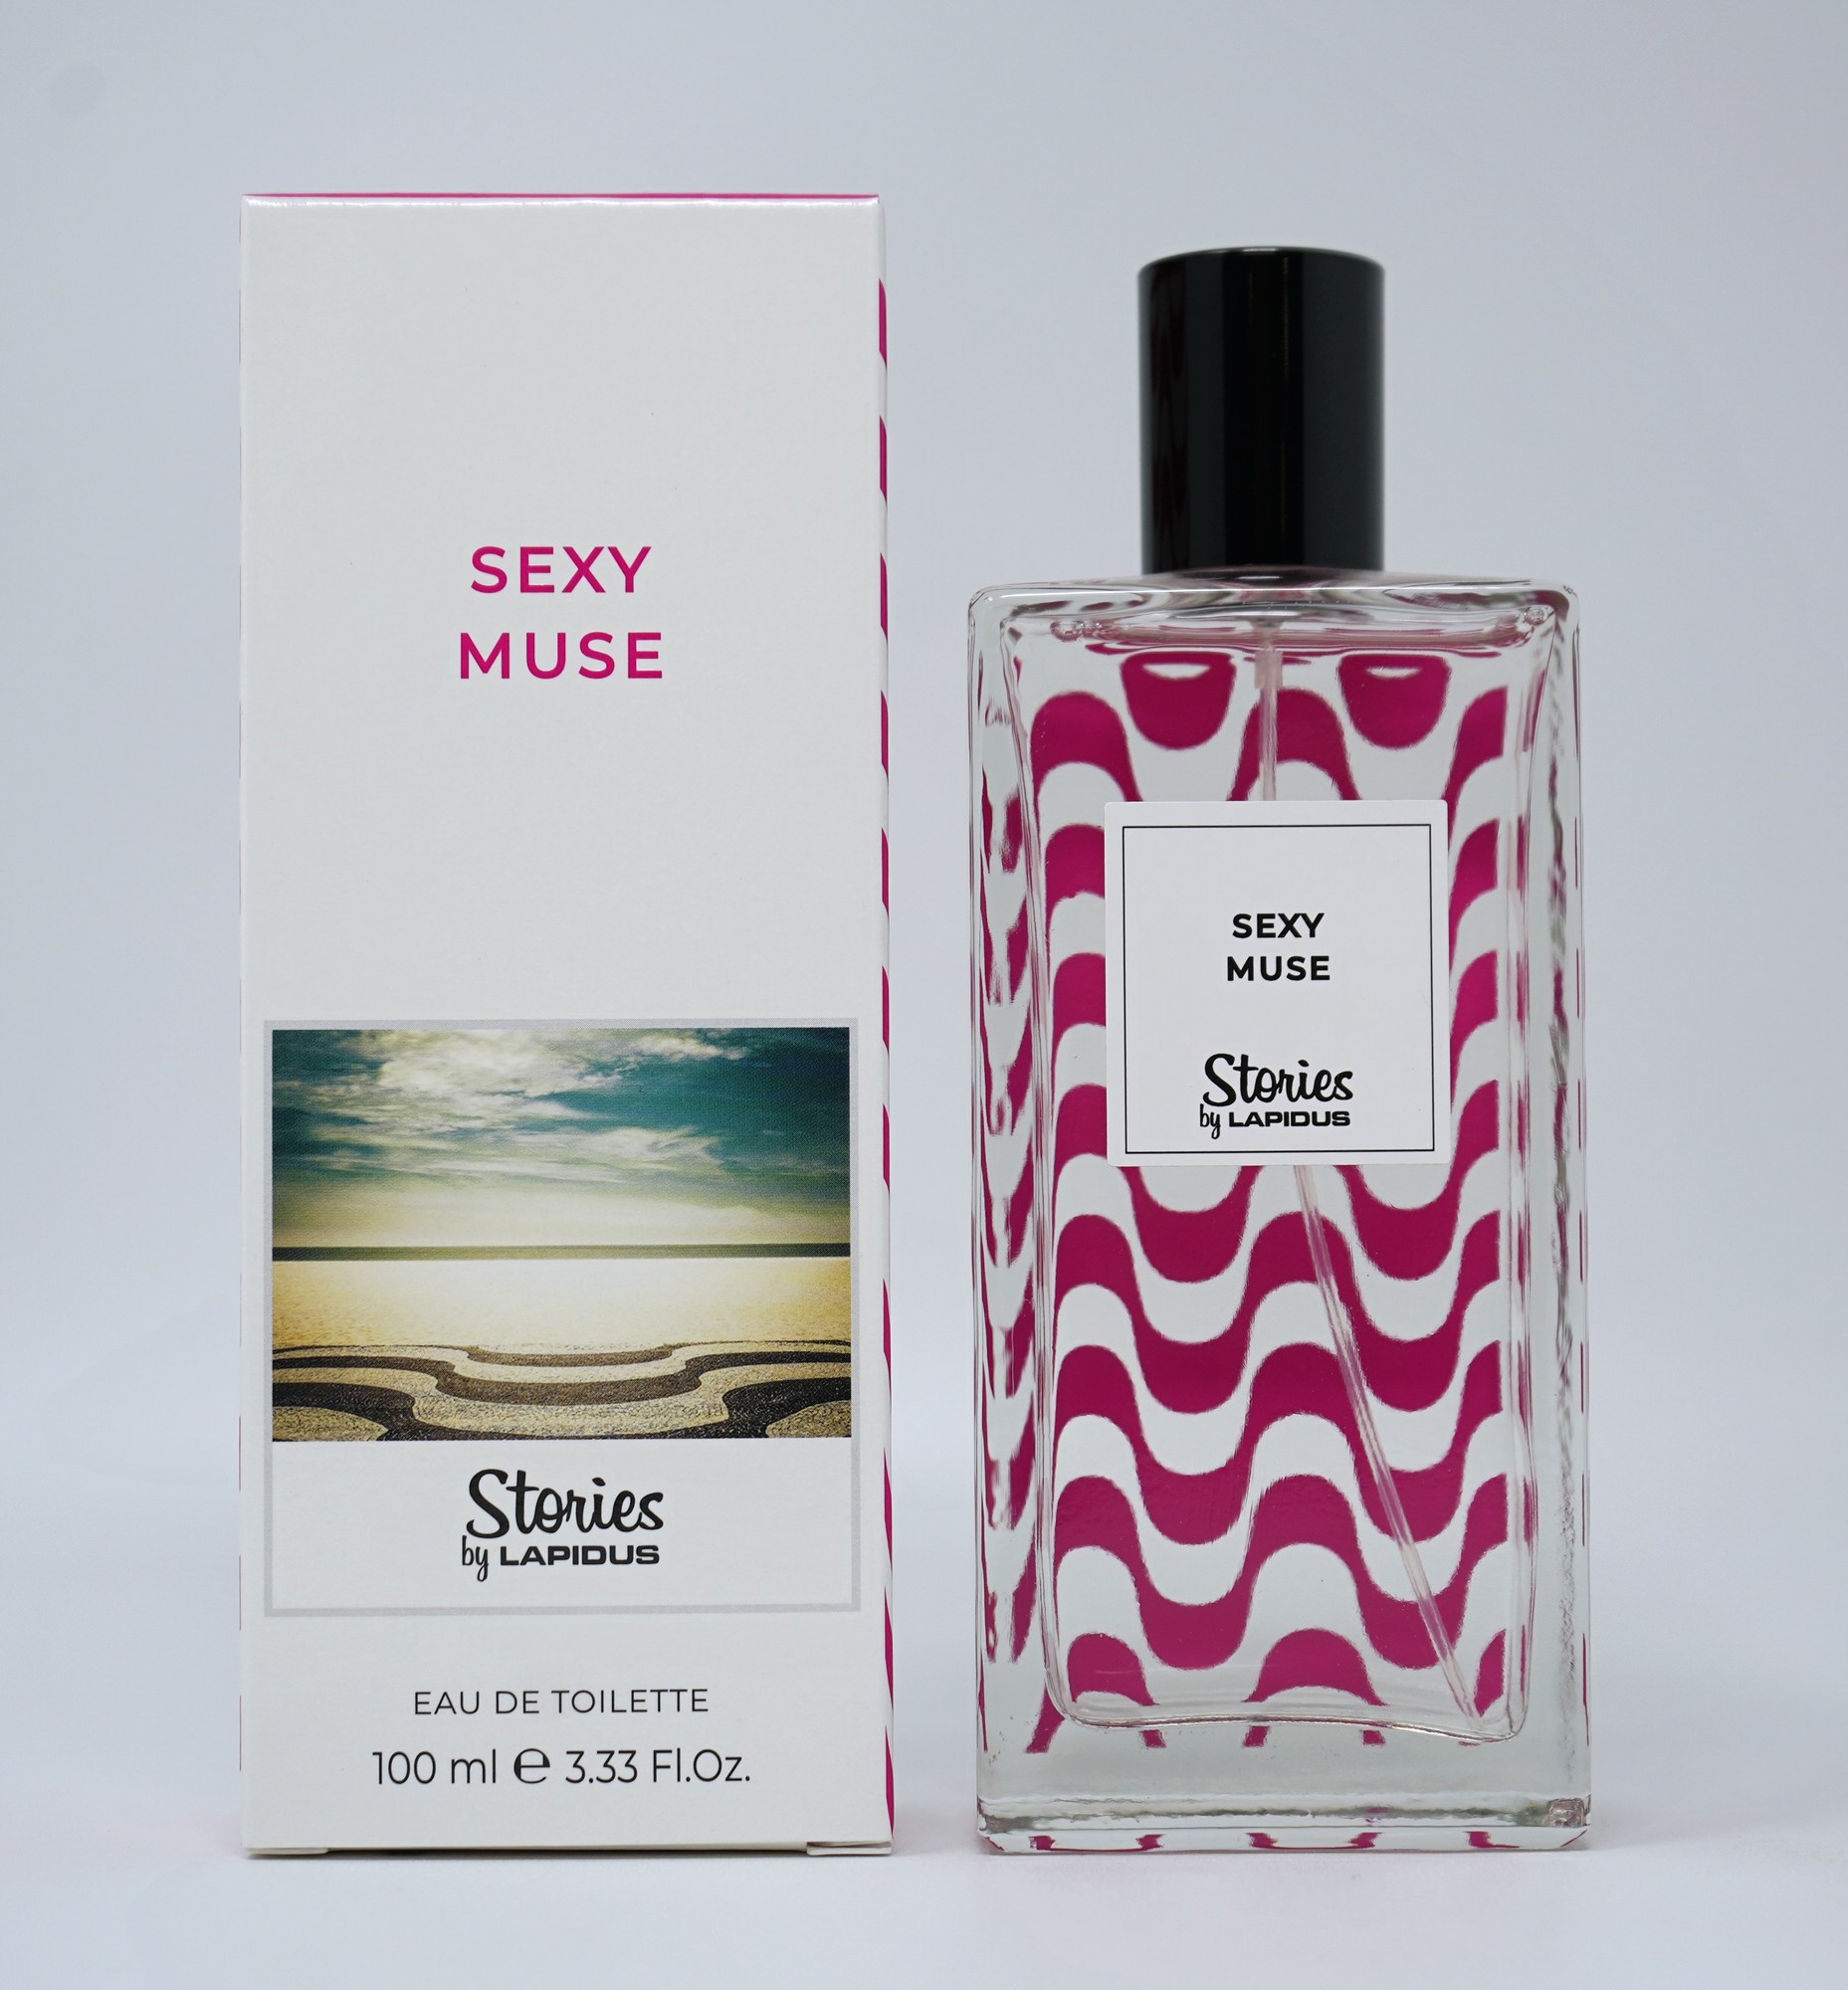 SEXY
MUSE
Stories
by LAPIDUS
EAU DE TOILETTE
100 ml ℮ 3.33 Fl.Oz.
SEXY
MUSE
Stories
by LAPIDUS